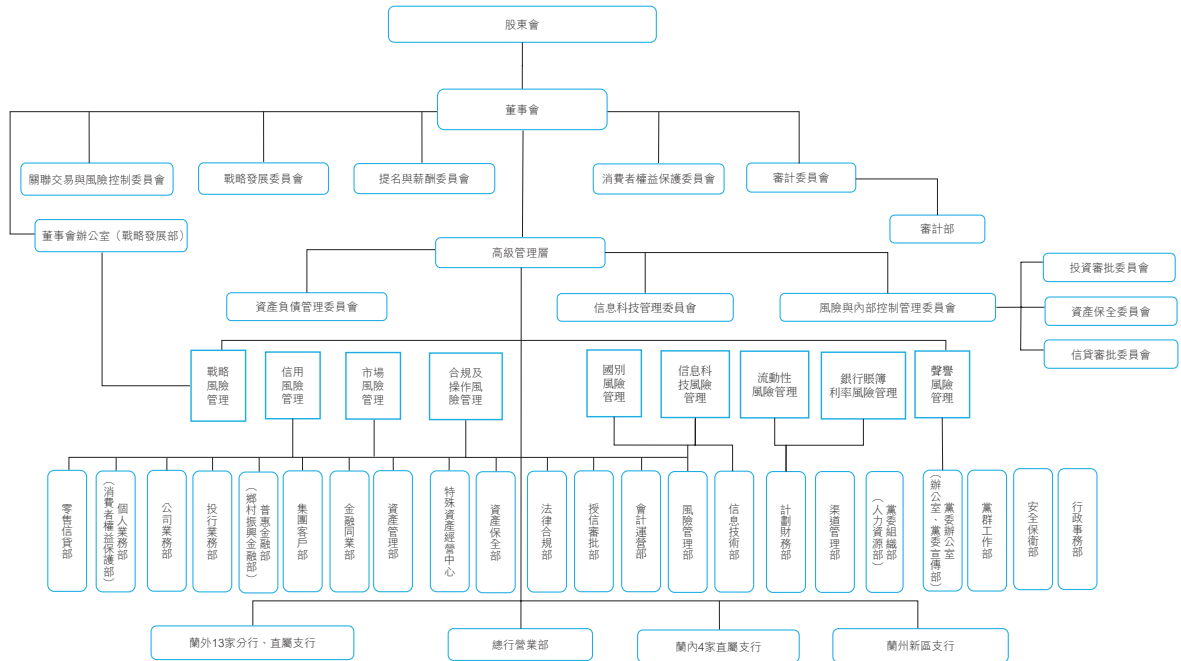 股東會
董事會
關聯交易與風險控制委員會
戰略發展委員會
提名與薪酬委員會
消費者權益保護委員會
審計委員會
董事會辦公室（戰略發展部）
審計部
高級管理層
投資審批委員會
資產負債管理委員會
信息科技管理委員會
風險與內部控制管理委員會
資產保全委員會
信貸審批委員會
戰略
風險
管理
信用
風險
管理
市場
風險
管理
合規及
操作風
險管理
國別
風險
管理
信息科
技風險
管理
流動性
風險管理
銀行賬簿
利率風險管理
聲譽
風險
管理
零售信貸部
個人業務部
（消費者權益保護部）
公司業務部
投行業務部
普惠金融部
（鄉村振興金融部）
集團客戶部
金融同業部
資產管理部
特殊資產經營中心
資產保全部
法律合規部
授信審批部
會計運營部
風險管理部
信息技術部
計劃財務部
渠道管理部
黨委組織部
（人力資源部）
黨委辦公室
（辦公室、黨委宣傳部）
黨群工作部
安全保衛部
行政事務部
蘭外13家分行、直屬支行
總行營業部
蘭內4家直屬支行
蘭州新區支行